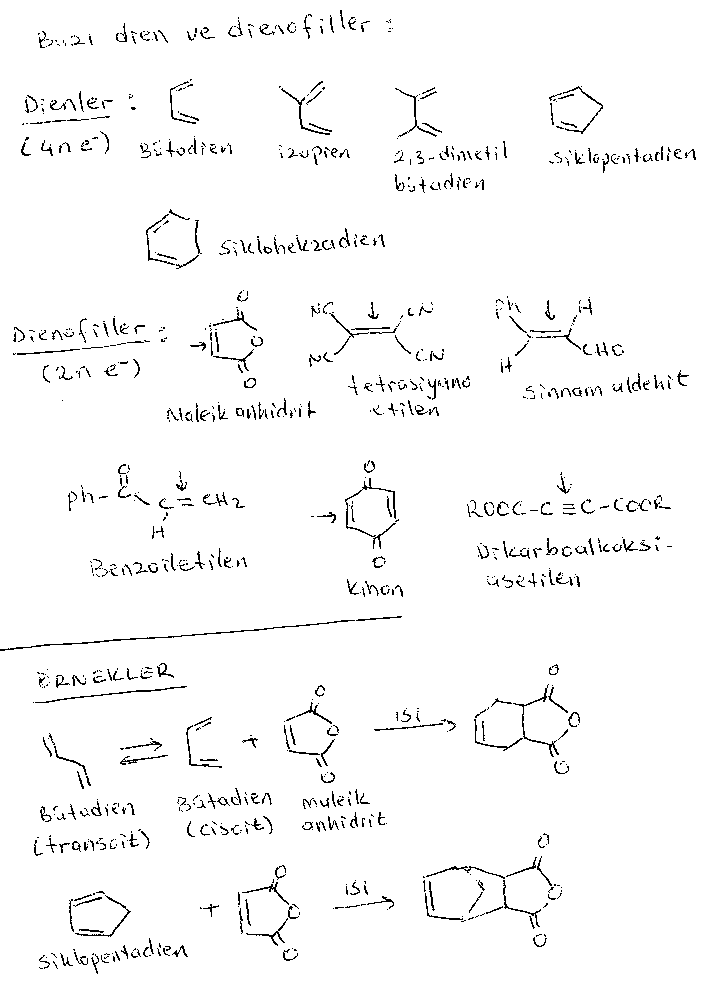 Bazı dien ve dienofiller :
Dienler :
(4π e⁻)
Bütadien
izopren
2,3-dimetil
bütadien
Siklopentadien
Siklohekzadien
Dienofiller :
(2π e⁻)
O
O
O
Maleik anhidrit
NC
CN
NC
CN
tetrasiyano
etilen
Ph
H
H
CHO
Sinnam aldehit
O
Ph-C
C=CH2
H
Benzoiletilen
O
O
kinon
ROOC-C≡C-COOR
Dikarboalkoksi-
asetilen
ÖRNEKLER
Bütadien
(transoit)
Bütadien
(cisoit)
+
O
O
O
maleik
anhidrit
ısı
O
O
O
Siklopentadien
+
O
O
O
ısı
O
O
O